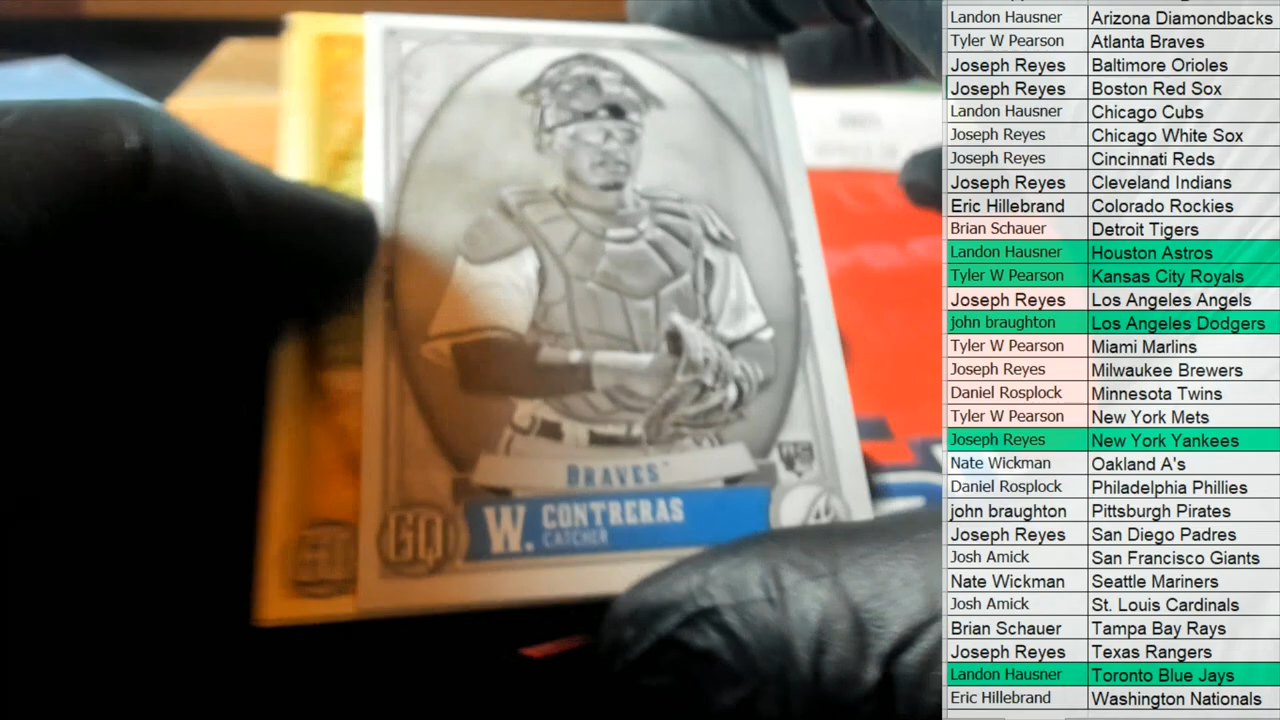 BRAVES
GQ W. CONTRERAS
CATCHER
RC
Landon Hausner Arizona Diamondbacks
Tyler W Pearson Atlanta Braves
Joseph Reyes Baltimore Orioles
Joseph Reyes Boston Red Sox
Landon Hausner Chicago Cubs
Joseph Reyes Chicago White Sox
Joseph Reyes Cincinnati Reds
Joseph Reyes Cleveland Indians
Eric Hillebrand Colorado Rockies
Brian Schauer Detroit Tigers
Landon Hausner Houston Astros
Tyler W Pearson Kansas City Royals
Joseph Reyes Los Angeles Angels
john braughton Los Angeles Dodgers
Tyler W Pearson Miami Marlins
Joseph Reyes Milwaukee Brewers
Daniel Rosplock Minnesota Twins
Tyler W Pearson New York Mets
Joseph Reyes New York Yankees
Nate Wickman Oakland A's
Daniel Rosplock Philadelphia Phillies
john braughton Pittsburgh Pirates
Joseph Reyes San Diego Padres
Josh Amick San Francisco Giants
Nate Wickman Seattle Mariners
Josh Amick St. Louis Cardinals
Brian Schauer Tampa Bay Rays
Joseph Reyes Texas Rangers
Landon Hausner Toronto Blue Jays
Eric Hillebrand Washington Nationals